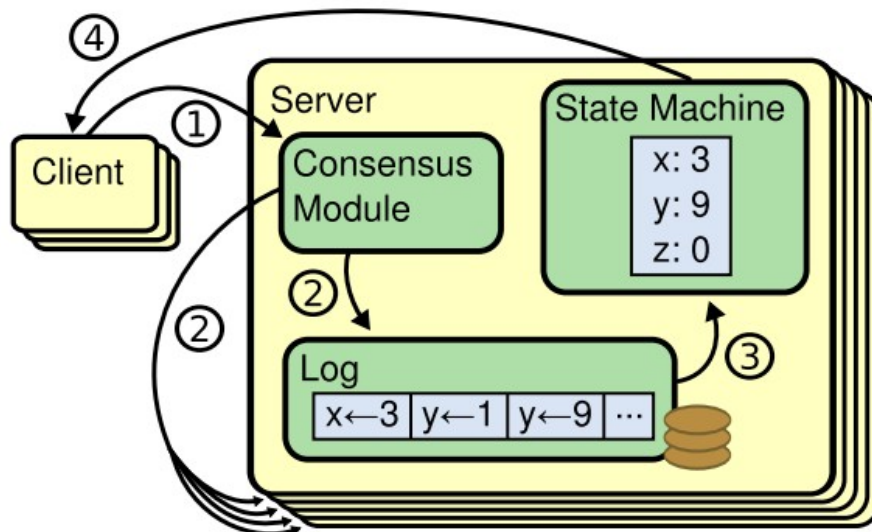 ④
①
Server
State Machine
x: 3
y: 9
z: 0
Client
Consensus
Module
②
②
③
Log
x←3 y←1 y←9 ...